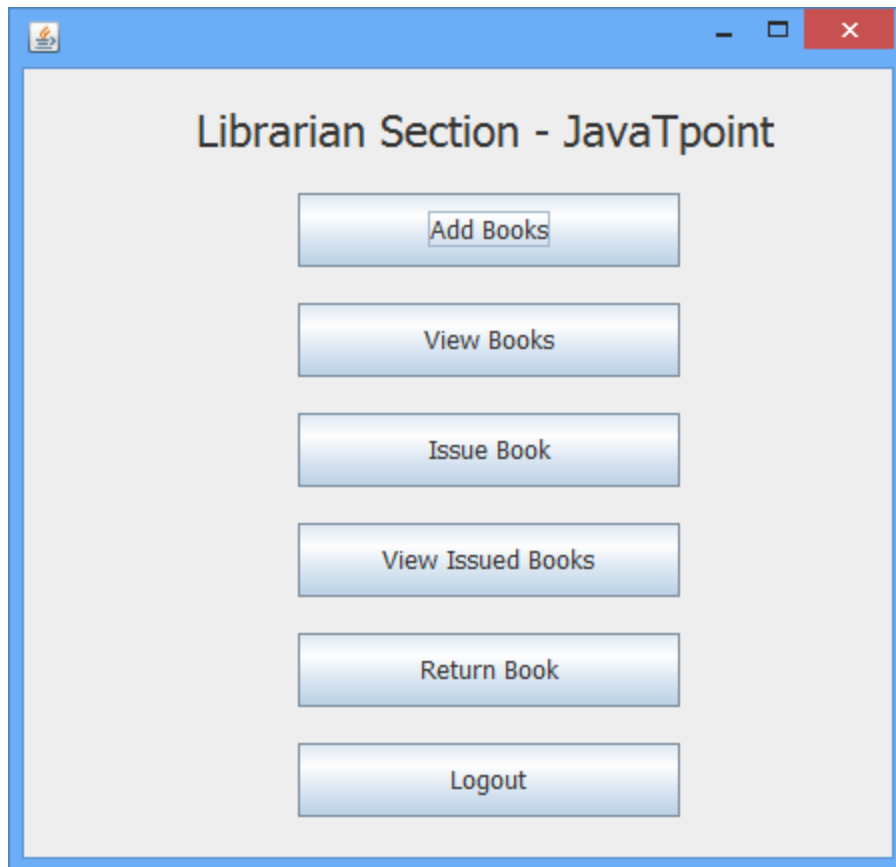 Librarian Section - JavaTpoint
Add Books
View Books
Issue Book
View Issued Books
Return Book
Logout